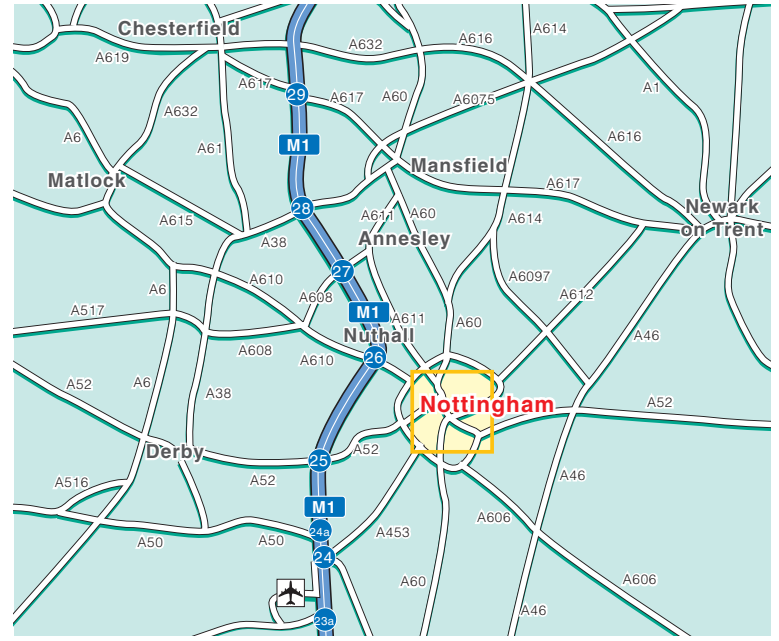 Chesterfield
A632
A616
A614
A619
A617
A617
A60
A6075
A1
29
A632
A6
A61
M1
A616
Mansfield
Matlock
A617
28
A615
A611
A60
A614
Newark
on Trent
A38
Annesley
27
A610
A6
A608
A6097
A612
A517
M1
A611
A60
Nuthall
A46
A608
A610
26
A52
A6
A38
Nottingham
A52
Derby
25
A52
A52
A516
A46
M1
A50
A50
24a
A453
A606
24
A60
A606
23a
A46